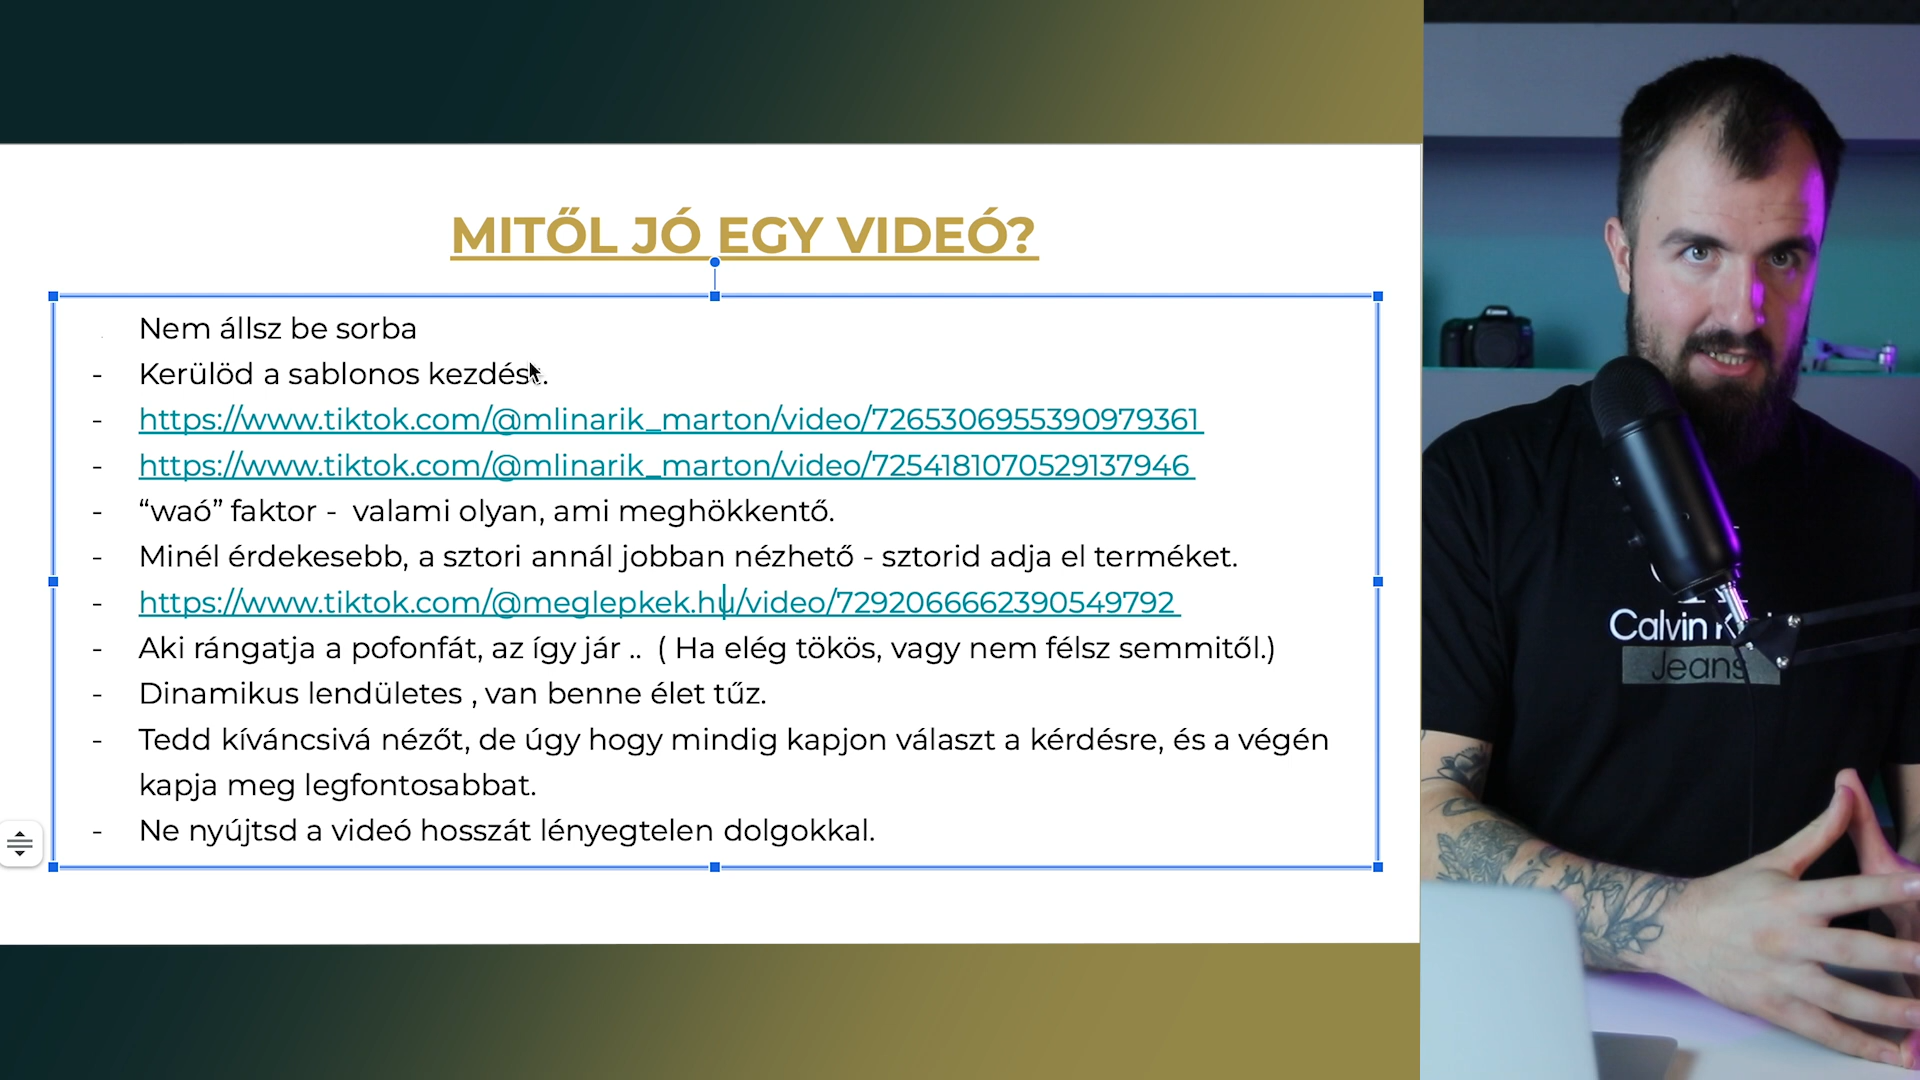 MITŐL JÓ EGY VIDEÓ?
Nem állsz be sorba
- Kerülöd a sablonos kezdés.
- https://www.tiktok.com/@mlinarik_marton/video/7265306955390979361
- https://www.tiktok.com/@mlinarik_marton/video/7254181070529137946
- “waó” faktor - valami olyan, ami meghökkentő.
- Minél érdekesebb, a sztori annál jobban nézhető - sztorid adja el terméket.
- https://www.tiktok.com/@meglepkek.hu/video/7292066662390549792
- Aki rángatja a pofonfát, az így jár .. ( Ha elég tökös, vagy nem félsz semmitől.)
- Dinamikus lendületes , van benne élet tűz.
- Tedd kíváncsivá nézőt, de úgy hogy mindig kapjon választ a kérdésre, és a végén
kapja meg legfontosabbat.
- Ne nyújtsd a videó hosszát lényegtelen dolgokkal.
Calvin
Jeans